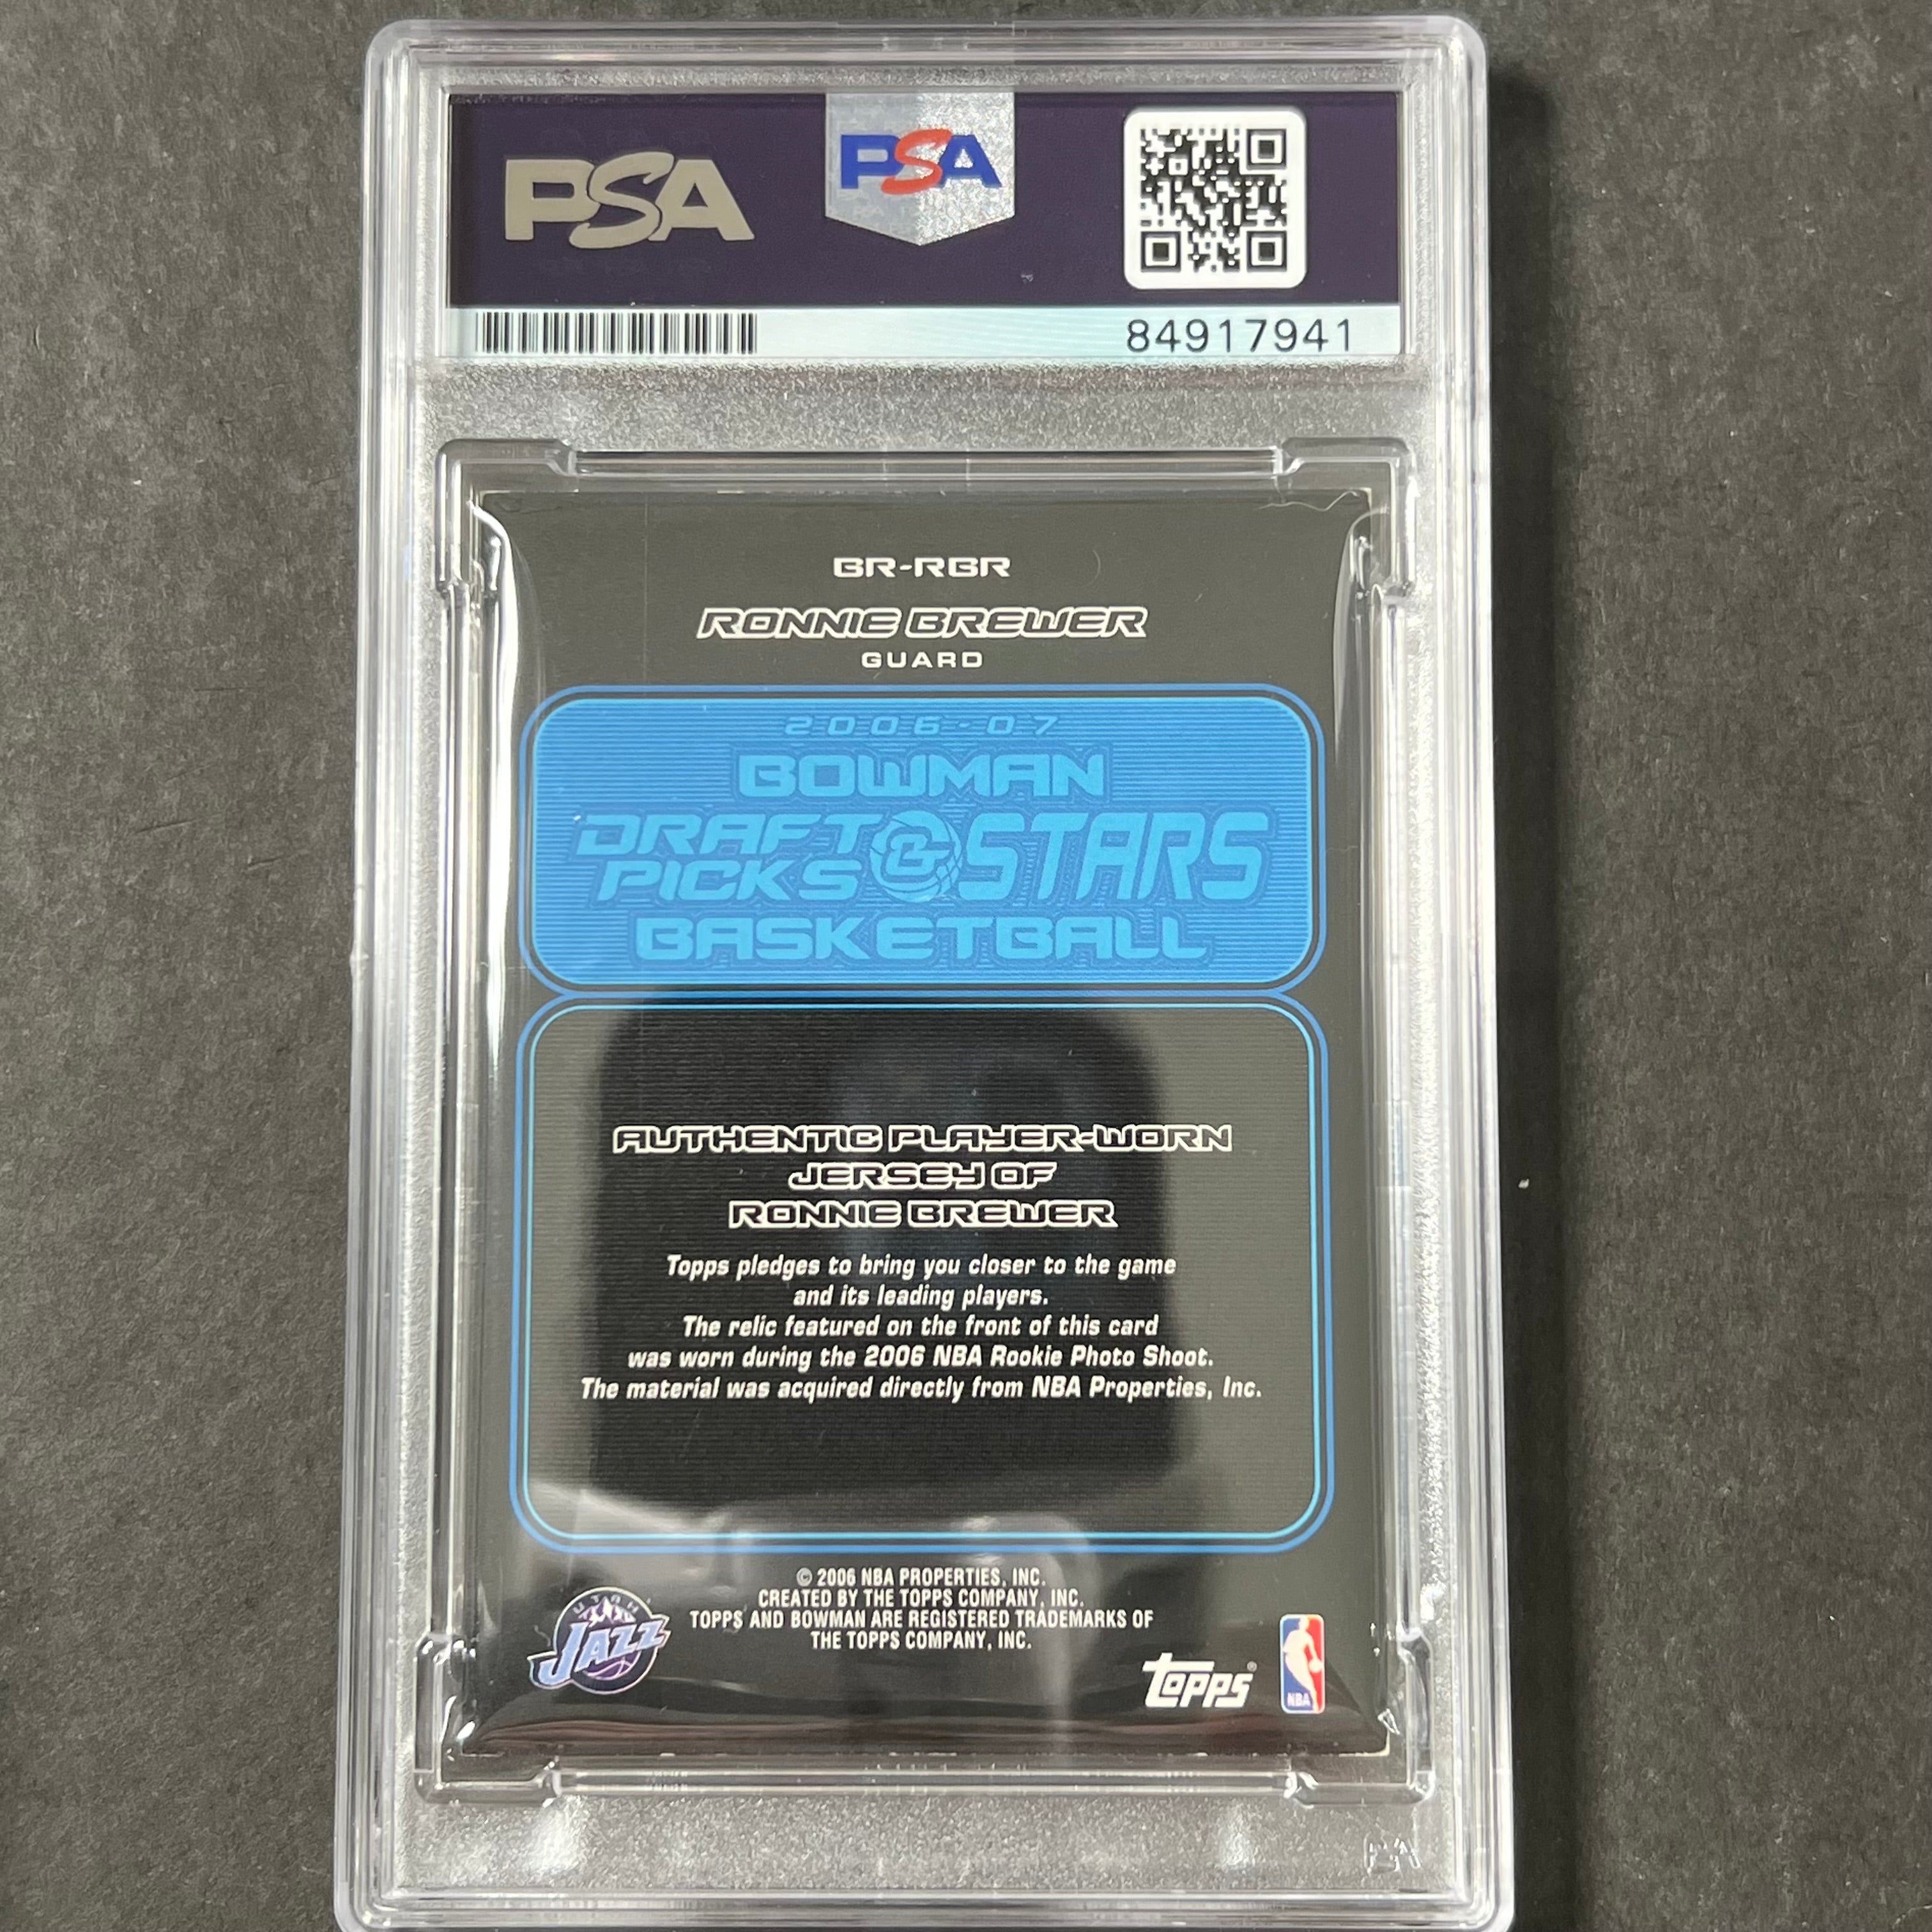 PSA
PSA
84917941
BR-RBR
RONNIE BREWER
GUARD
2006-07
BOWMAN
DRAFT PICKS & STARS
BASKETBALL
AUTHENTIC PLAYER-WORN
JERSEY OF
RONNIE BREWER
Topps pledges to bring you closer to the game
and its leading players.
The relic featured on the front of this card
was worn during the 2006 NBA Rookie Photo Shoot.
The material was acquired directly from NBA Properties, Inc.
© 2006 NBA PROPERTIES, INC.
CREATED BY THE TOPPS COMPANY, INC.
TOPPS AND BOWMAN ARE REGISTERED TRADEMARKS OF
THE TOPPS COMPANY, INC.
UTAH
JAZZ
topps®
NBA